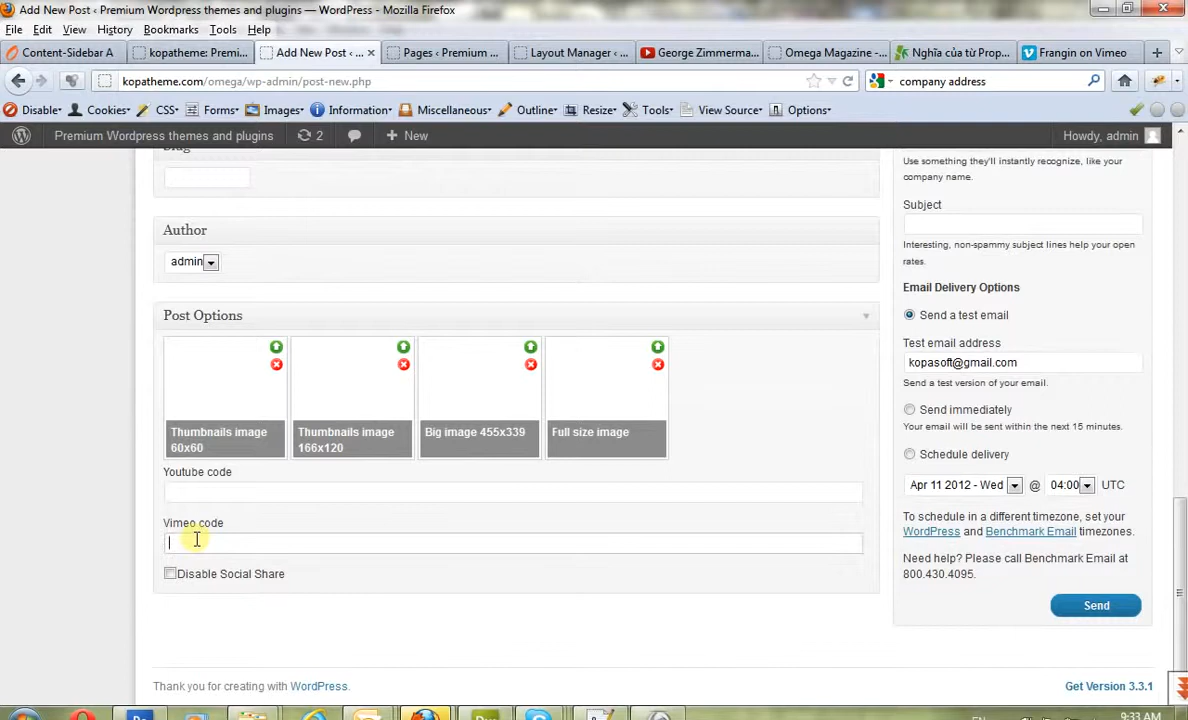 Add New Post ‹ Premium Wordpress themes and plugins — WordPress - Mozilla Firefox
File Edit View History Bookmarks Tools Help
Content-Sidebar A
kopatheme: Premi...
Add New Post ‹ ...
Pages ‹ Premium ...
Layout Manager ‹ ...
George Zimmerma...
Omega Magazine -...
Nghĩa của từ Prop...
Frangin on Vimeo
kopatheme.com/omega/wp-admin/post-new.php
company address
Disable▾ Cookies▾ CSS▾ Forms▾ Images▾ Information▾ Miscellaneous▾ Outline▾ Resize▾ Tools▾ View Source▾ Options▾
Premium Wordpress themes and plugins 2 + New Howdy, admin
Slug
Author
admin
Post Options
Thumbnails image 60x60
Thumbnails image 166x120
Big image 455x339
Full size image
Youtube code
Vimeo code
Disable Social Share
Use something they'll instantly recognize, like your
company name.
Subject
Interesting, non-spammy subject lines help your open
rates.
Email Delivery Options
Send a test email
Test email address
kopasoft@gmail.com
Send a test version of your email.
Send immediately
Your email will be sent within the next 15 minutes.
Schedule delivery
Apr 11 2012 - Wed @ 04:00 UTC
To schedule in a different timezone, set your
WordPress and Benchmark Email timezones.
Need help? Please call Benchmark Email at
800.430.4095.
Send
Thank you for creating with WordPress.
Get Version 3.3.1
9:33 AM